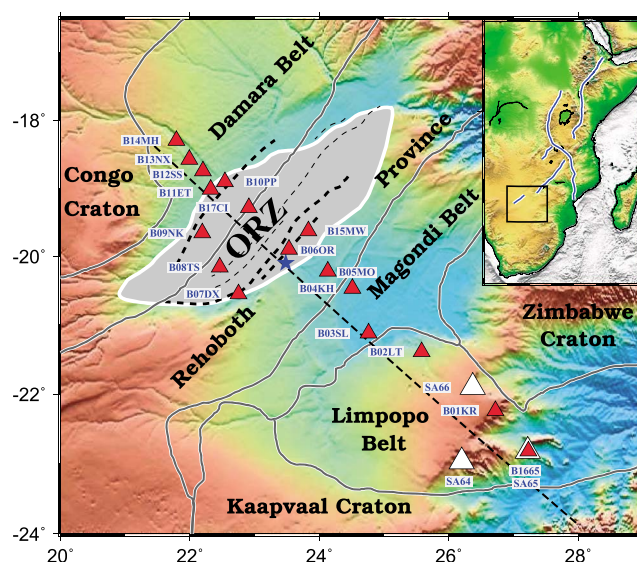 -18°
-20°
-22°
-24°
20
22
24
26
28
Damara Belt
Congo
Craton
Province
Magondi Belt
Rehoboth
ORZ
Zimbabwe
Craton
Limpopo
Belt
Kaapvaal Craton
B14MH
B13NX
B12SS
B11ET
B10PP
B17CI
B09NK
B15MW
B06OR
B08TS
B05MO
B07DX
B04KH
B03SL
B02LT
SA66
B01KR
SA64
B1665
SA65